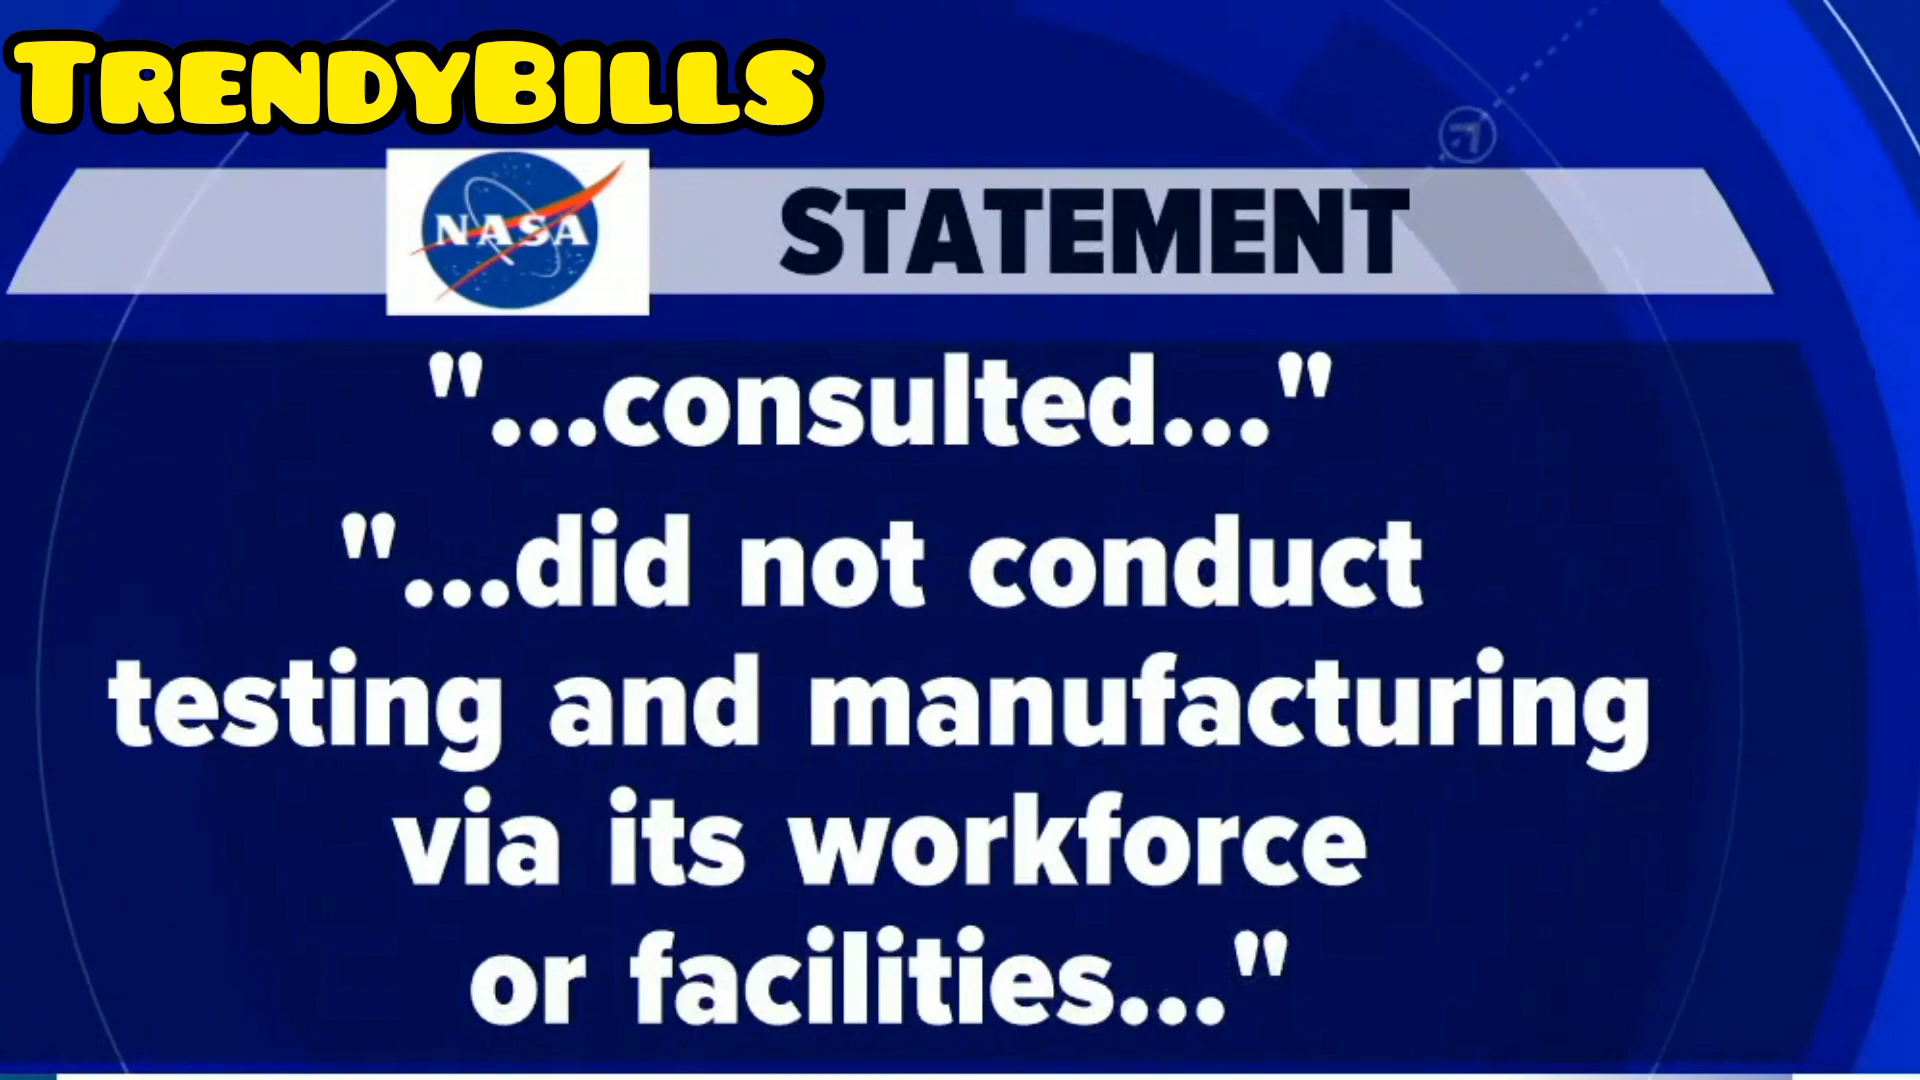 TRENDYBILLS
NASA STATEMENT
"...consulted..."
"...did not conduct
testing and manufacturing
via its workforce
or facilities..."